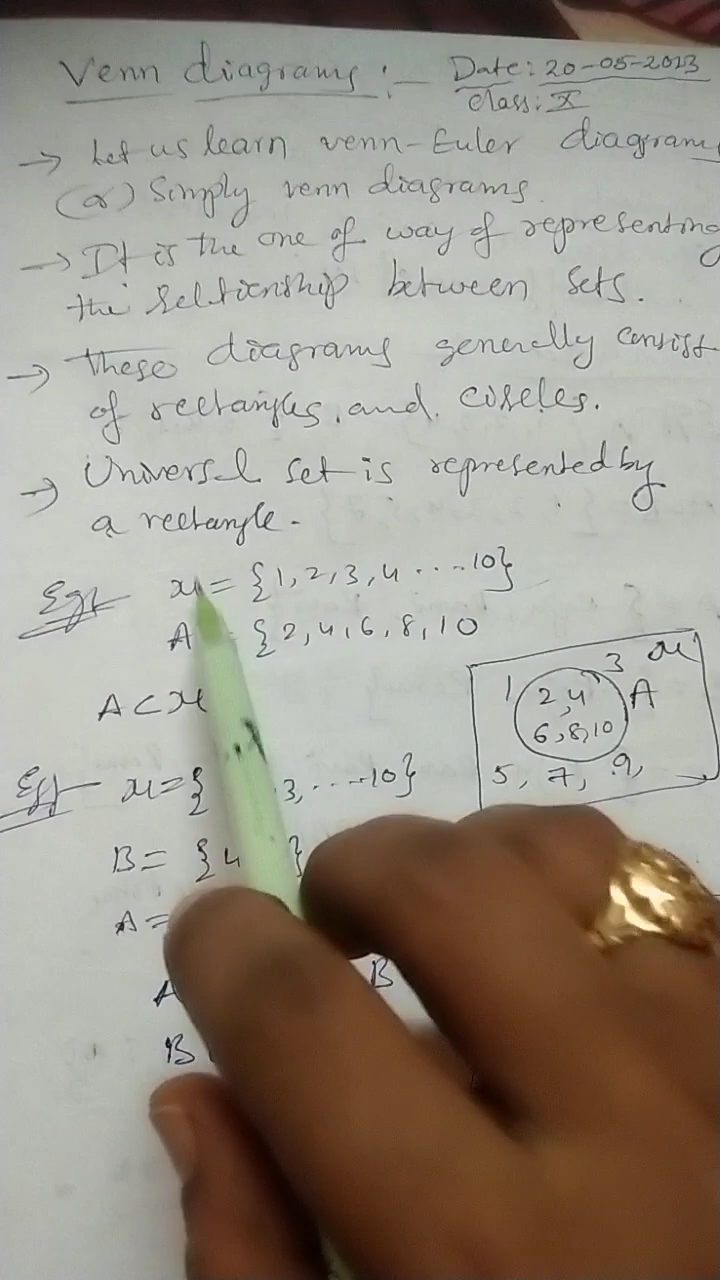 Venn diagrams :-
Date: 20-05-2023
Class: X
→ Let us learn venn-Euler diagrams
(or) Simply venn diagrams.
→ It is the one of way of representing
the relationship between sets.
→ These diagrams generally consist
of rectangles and circles.
→ Universal set is represented by
a rectangle.
Eg:- μ = {1,2,3,4 ....10}
A = {2,4,6,8,10
A⊂μ
1 3 μ
2,4 A
6,8,10
5, 7, 9,
Eg:- μ={ 3,....10}
B = {4 }
A =
A B
B